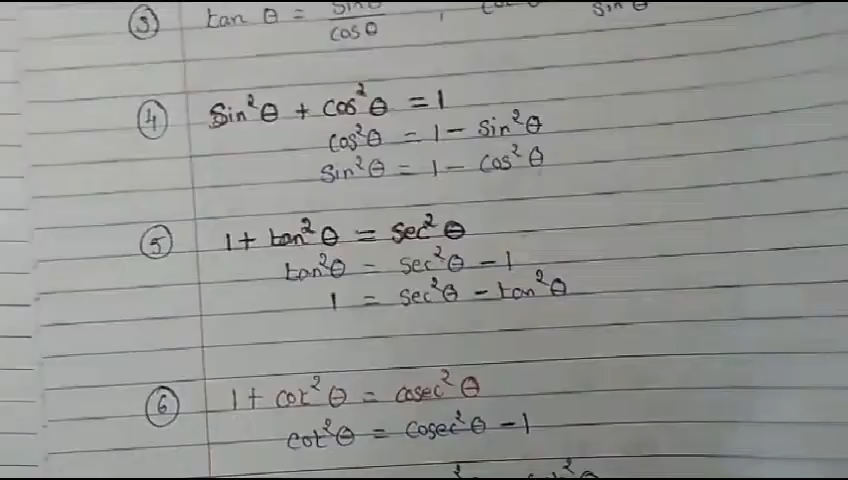 ③ tan θ = sinθ/cosθ , sin θ
④ sin²θ + cos²θ = 1
cos²θ = 1 - sin²θ
sin²θ = 1 - cos²θ
⑤ 1 + tan²θ = sec²θ
tan²θ = sec²θ - 1
1 = sec²θ - tan²θ
⑥ 1 + cot²θ = cosec²θ
cot²θ = cosec²θ - 1